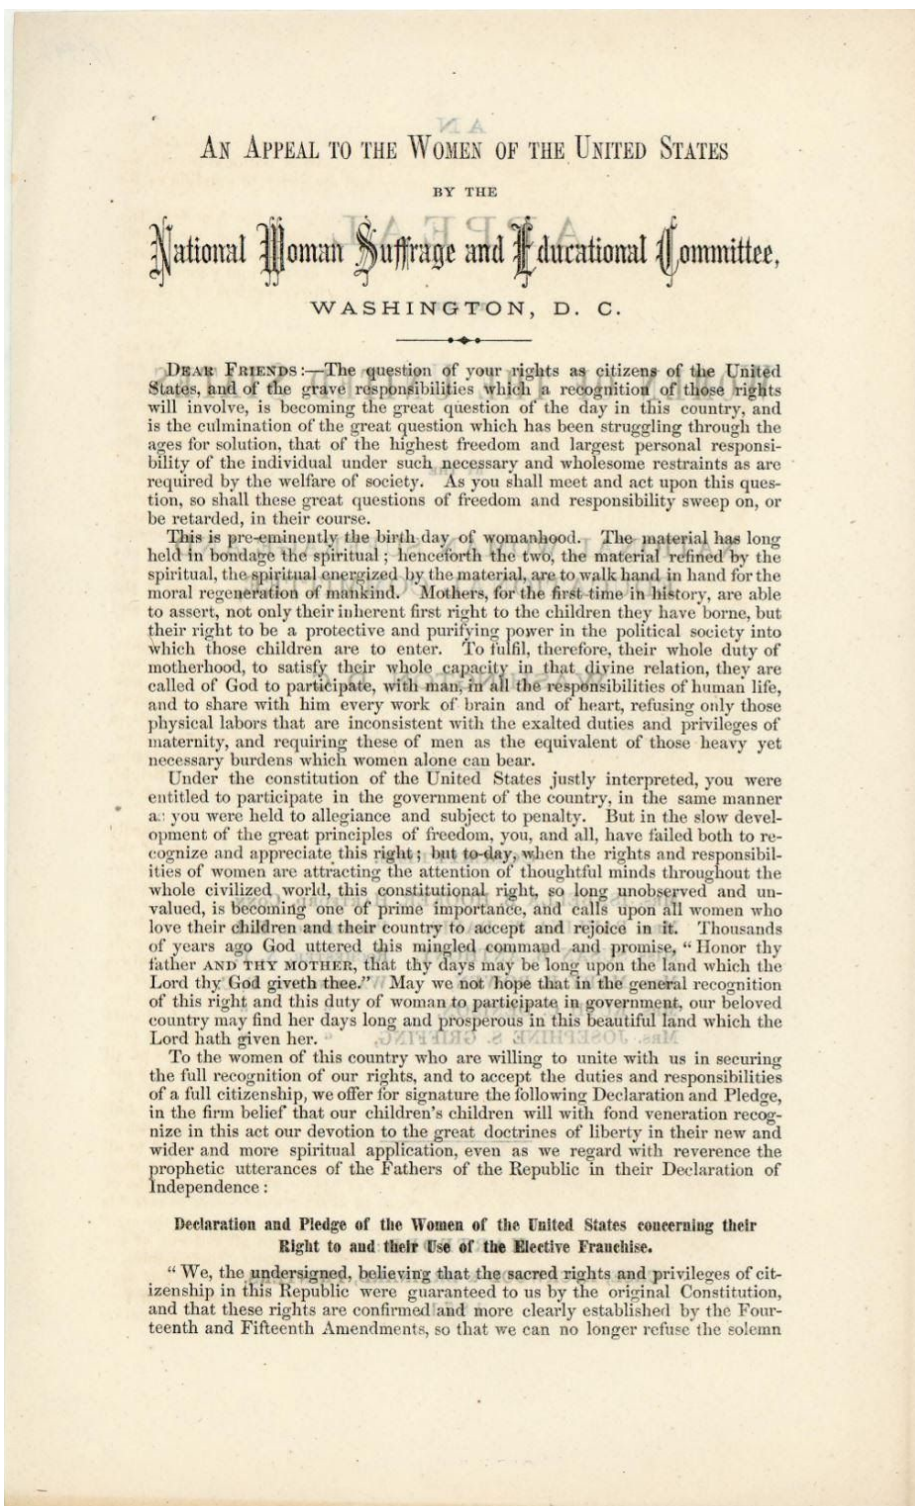 AN APPEAL TO THE WOMEN OF THE UNITED STATES
BY THE
National Woman Suffrage and Educational Committee,
WASHINGTON, D. C.
DEAR FRIENDS:—The question of your rights as citizens of the United
States, and of the grave responsibilities which a recognition of those rights
will involve, is becoming the great question of the day in this country, and
is the culmination of the great question which has been struggling through the
ages for solution, that of the highest freedom and largest personal responsi-
bility of the individual under such necessary and wholesome restraints as are
required by the welfare of society. As you shall meet and act upon this ques-
tion, so shall these great questions of freedom and responsibility sweep on, or
be retarded, in their course.
This is pre-eminently the birth-day of womanhood. The material has long
held in bondage the spiritual; henceforth the two, the material refined by the
spiritual, the spiritual energized by the material, are to walk hand in hand for the
moral regeneration of mankind. Mothers, for the first time in history, are able
to assert, not only their inherent first right to the children they have borne, but
their right to be a protective and purifying power in the political society into
which those children are to enter. To fulfil, therefore, their whole duty of
motherhood, to satisfy their whole capacity in that divine relation, they are
called of God to participate, with man, in all the responsibilities of human life,
and to share with him every work of brain and of heart, refusing only those
physical labors that are inconsistent with the exalted duties and privileges of
maternity, and requiring these of men as the equivalent of those heavy yet
necessary burdens which women alone can bear.
Under the constitution of the United States justly interpreted, you were
entitled to participate in the government of the country, in the same manner
as you were held to allegiance and subject to penalty. But in the slow devel-
opment of the great principles of freedom, you, and all, have failed both to re-
cognize and appreciate this right; but to-day, when the rights and responsibil-
ities of women are attracting the attention of thoughtful minds throughout the
whole civilized world, this constitutional right, so long unobserved and un-
valued, is becoming one of prime importance, and calls upon all women who
love their children and their country to accept and rejoice in it. Thousands
of years ago God uttered this mingled command and promise, "Honor thy
father AND THY MOTHER, that thy days may be long upon the land which the
Lord thy God giveth thee." May we not hope that in the general recognition
of this right and this duty of woman to participate in government, our beloved
country may find her days long and prosperous in this beautiful land which the
Lord hath given her.
To the women of this country who are willing to unite with us in securing
the full recognition of our rights, and to accept the duties and responsibilities
of a full citizenship, we offer for signature the following Declaration and Pledge,
in the firm belief that our children's children will with fond veneration recog-
nize in this act our devotion to the great doctrines of liberty in their new and
wider and more spiritual application, even as we regard with reverence the
prophetic utterances of the Fathers of the Republic in their Declaration of
Independence:
Declaration and Pledge of the Women of the United States concerning their
Right to and their Use of the Elective Franchise.
"We, the undersigned, believing that the sacred rights and privileges of cit-
izenship in this Republic were guaranteed to us by the original Constitution,
and that these rights are confirmed and more clearly established by the Four-
teenth and Fifteenth Amendments, so that we can no longer refuse the solemn